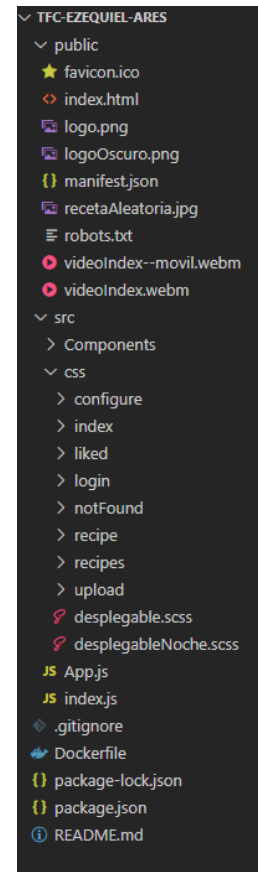 TFC-EZEQUIEL-ARES
public
favicon.ico
index.html
logo.png
logoOscuro.png
manifest.json
recetaAleatoria.jpg
robots.txt
videoIndex--movil.webm
videoIndex.webm
src
Components
css
configure
index
liked
login
notFound
recipe
recipes
upload
desplegable.scss
desplegableNoche.scss
JS App.js
JS index.js
.gitignore
Dockerfile
{} package-lock.json
{} package.json
README.md